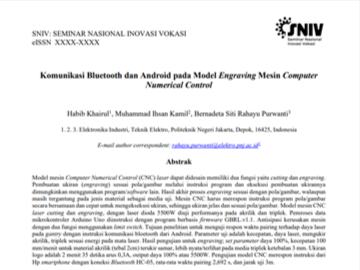 SNIV: SEMINAR NASIONAL INOVASI VOKASI
eISSN XXXX-XXXX
SNIV
Seminar Nasional
Inovasi Vokasi
Komunikasi Bluetooth dan Android pada Model Engraving Mesin Computer
Numerical Control
Habib Khairul¹, Muhammad Ihsan Kamil², Bernadeta Siti Rahayu Purwanti³
1. 2. 3. Elektronika Industri, Teknik Elektro, Politeknik Negeri Jakarta, Depok, 16425, Indonesia
E-mail author correspondent: rahayu.purwanti@elektro.pnj.ac.id
Abstrak
Model mesin Computer Numerical Control (CNC) laser dapat didesain memiliki dua fungsi yaitu cutting dan engraving.
Pembuatan ukiran (engraving) sesuai pola/gambar melalui instruksi program dan eksekusi pembuatan ukirannya
dimungkinkan menggunakan program/software lain. Hasil akhir proses engraving sesuai dengan pola/gambar, walaupun
masih tergantung pada jenis material sebagai media uji. Mesin CNC harus merespon instruksi program dari pola/gambar
secara bersamaan dan cepat untuk mengeksekusi ukiran, sehingga ukiran jelas dan sesuai pola/gambar. Model mesin CNC
laser cutting dan engraving, dengan laser dioda 5500W diuji performanya pada akrilik dan triplek. Pemroses data
mikrokontroler Arduino Uno diinstruksi dengan program berbasis firmware GBRL v1.1. Antisipasi kerusakan mesin
dengan dua fungsi menggunakan limit switch. Tujuan penelitian untuk menguji respon waktu pairing terhadap daya laser
pada gantry dengan instruksi komunikasi bluetooth dari Android. Parameter uji adalah kecepatan, daya laser, mengukir
akrilik, triplek sesuai energi pada mata laser. Hasil pengujian untuk engraving; set parameter daya 100%, kecepatan 100
mm/menit untuk material akrilik (tebal 2cm) terukir samar, lebih nyata/terlihat pada media triplek ketebalan 3 mm. Ukiran
logo adalah 2 menit 35 detika arus 0,3A, output daya 100% atau 5500W. Pengujian model CNC merespon instruksi dari
Hp smartphone dengan koneksi Bluetooth HC-05, rata-rata waktu pairing 2,692 s, dan jarak uji 3m.